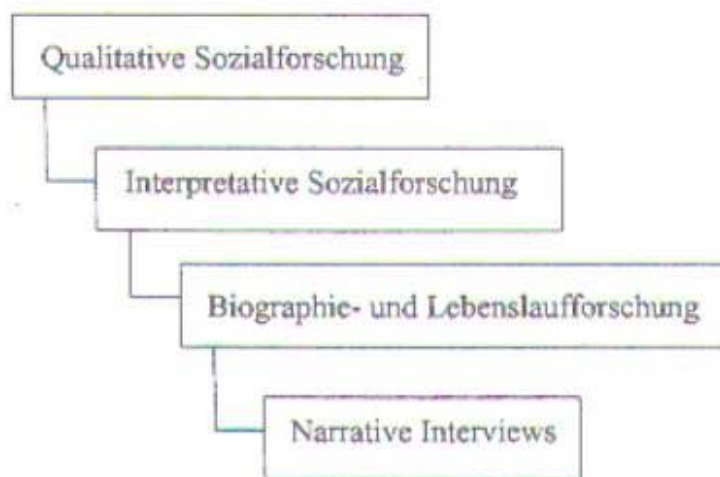 Qualitative Sozialforschung
Interpretative Sozialforschung
Biographie- und Lebenslaufforschung
Narrative Interviews